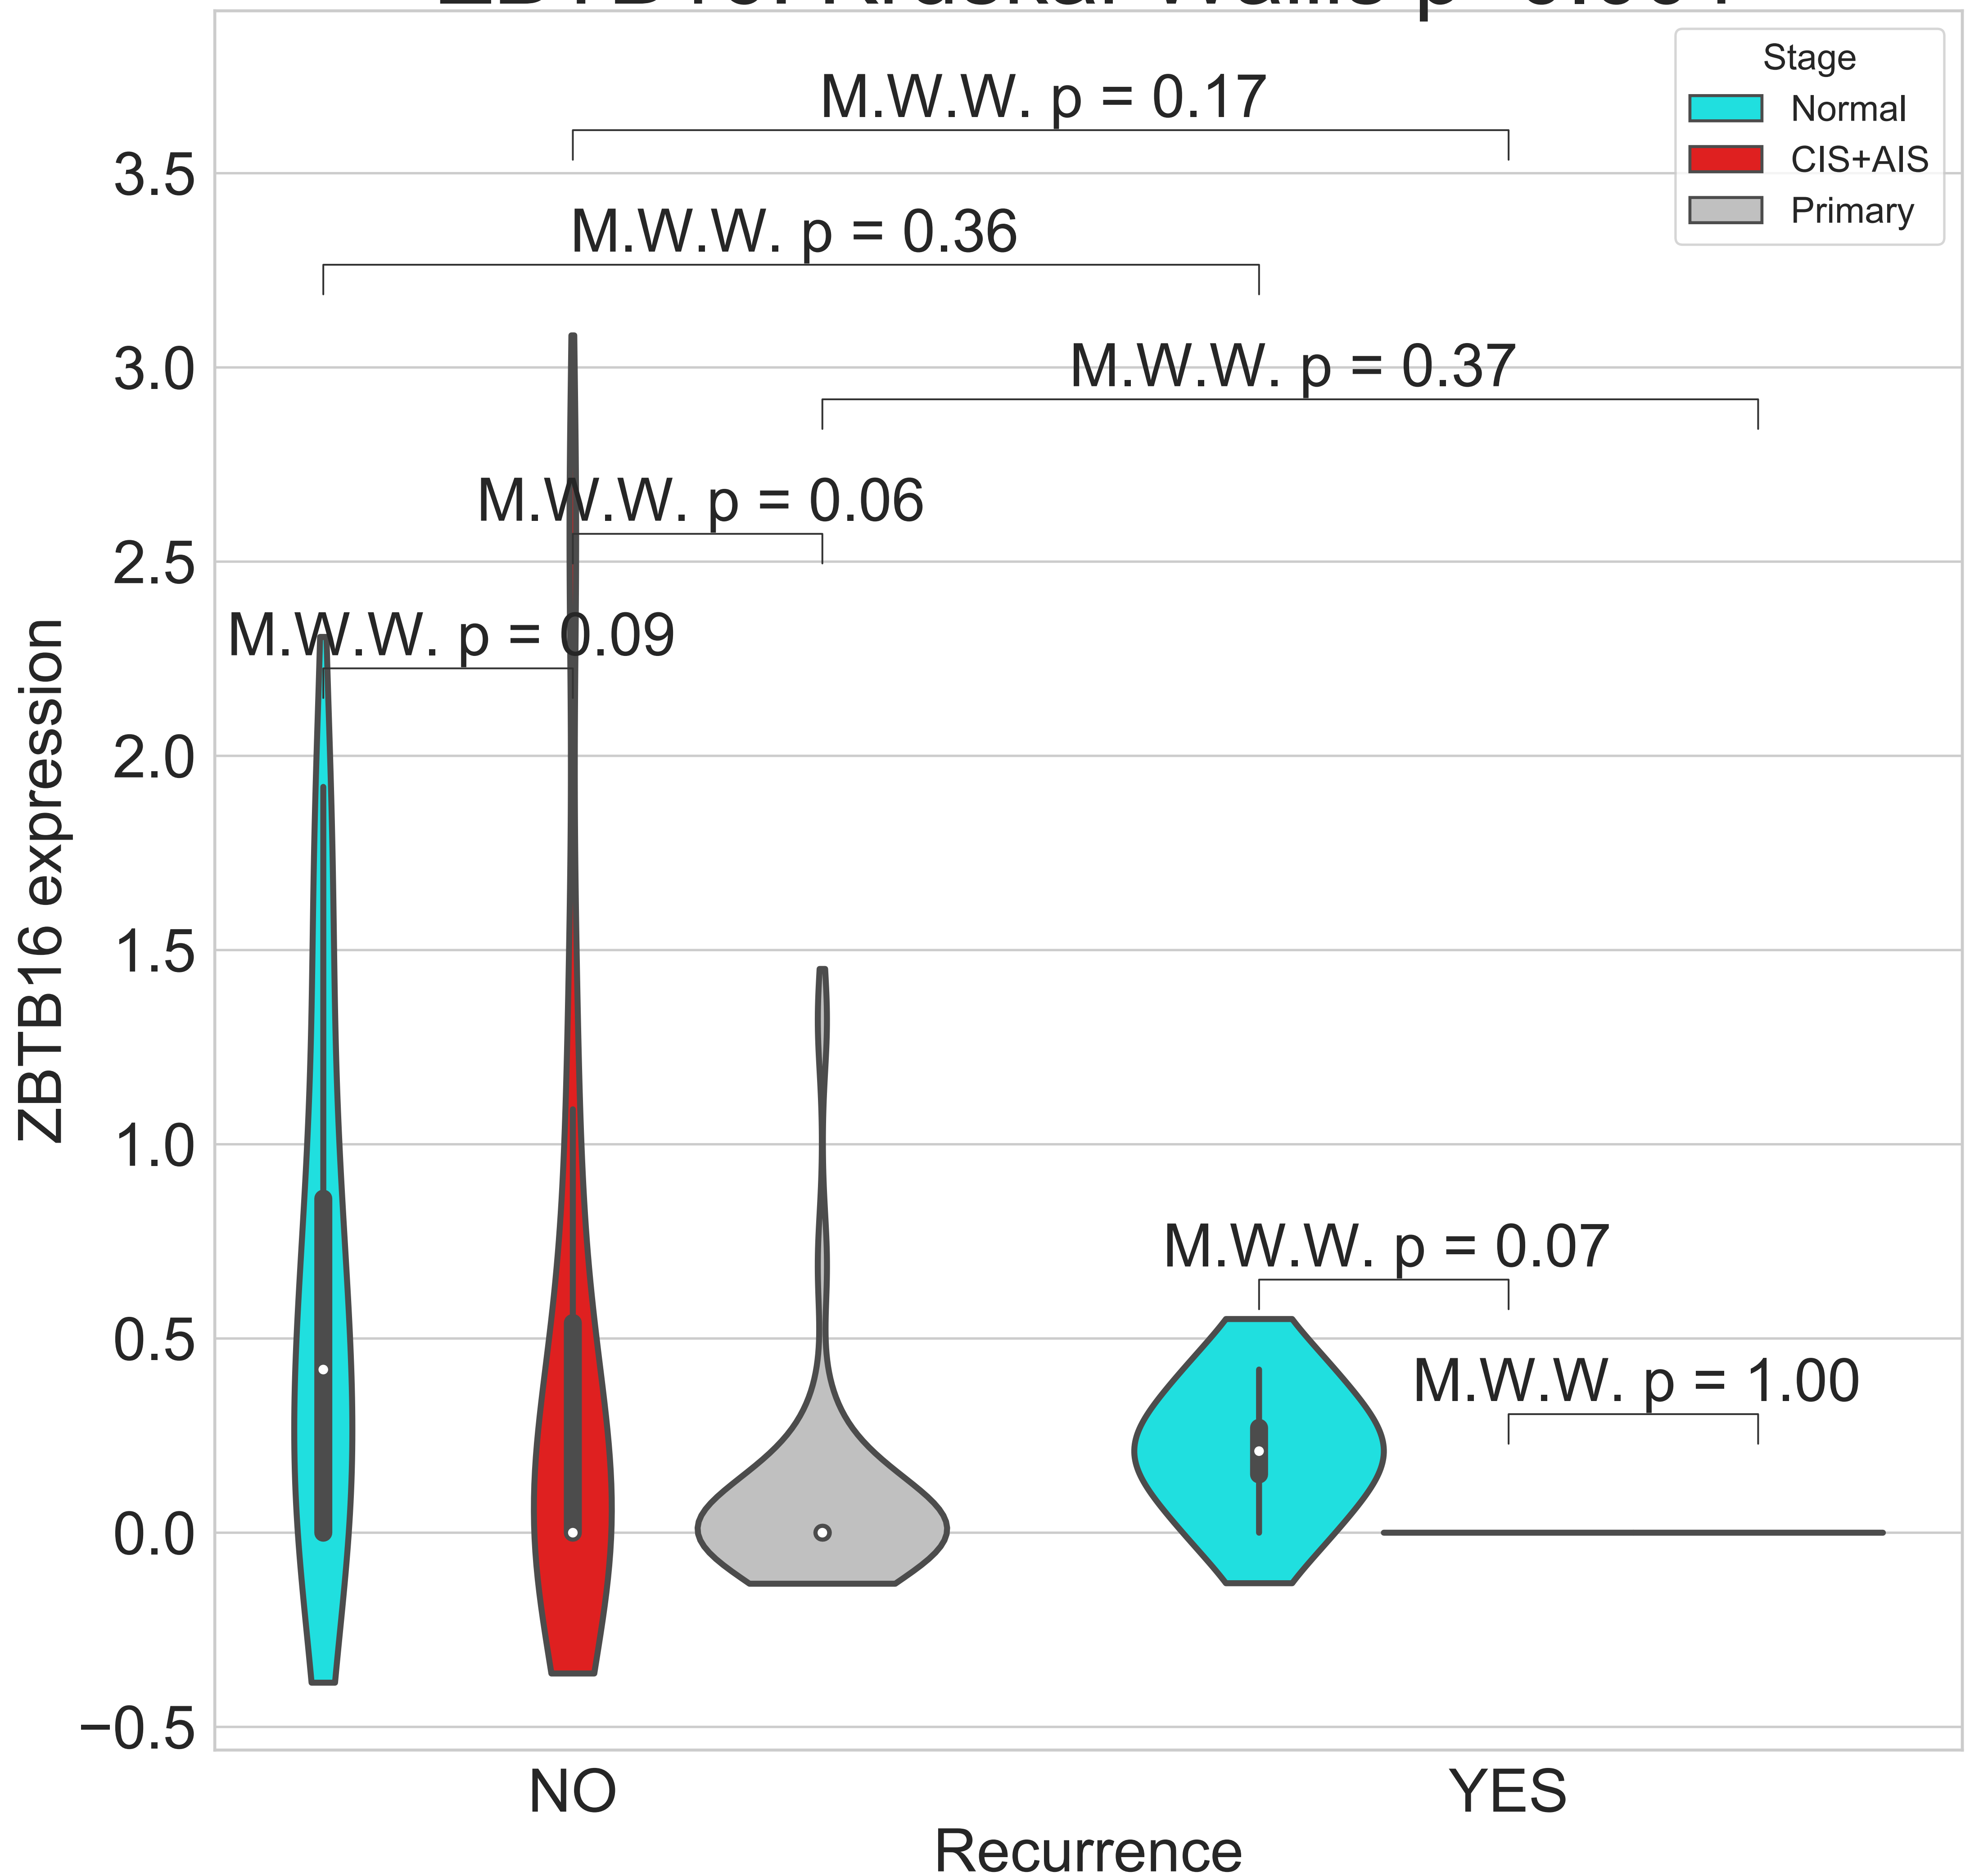 Stage
Normal
CIS+AIS
Primary
M.W.W. p = 0.17
M.W.W. p = 0.36
M.W.W. p = 0.37
M.W.W. p = 0.06
M.W.W. p = 0.09
M.W.W. p = 0.07
M.W.W. p = 1.00
3.5
3.0
2.5
2.0
1.5
1.0
0.5
0.0
−0.5
ZBTB16 expression
NO
YES
Recurrence